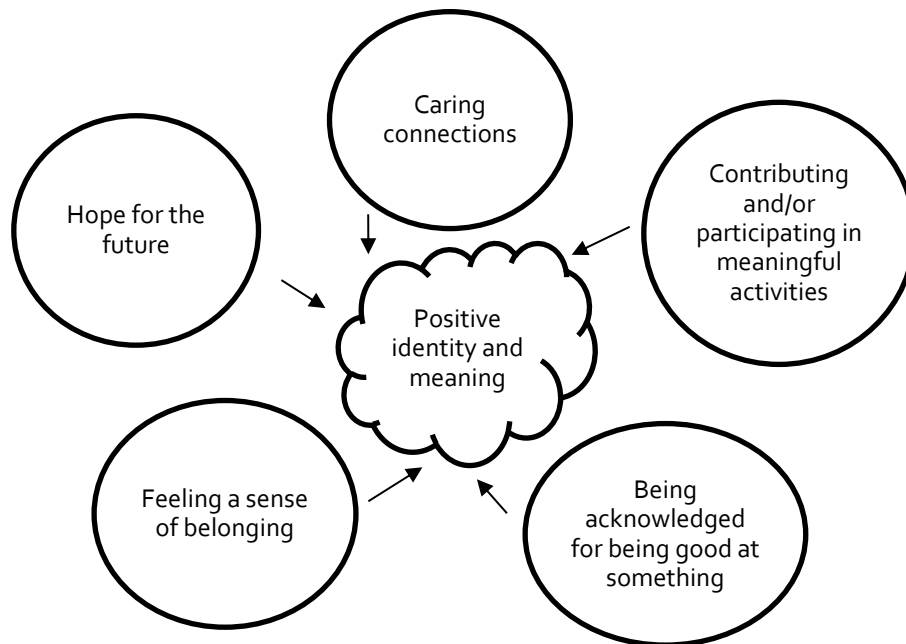 Caring
connections
Hope for the
future
Contributing
and/or
participating in
meaningful
activities
Positive
identity and
meaning
Feeling a sense
of belonging
Being
acknowledged
for being good at
something